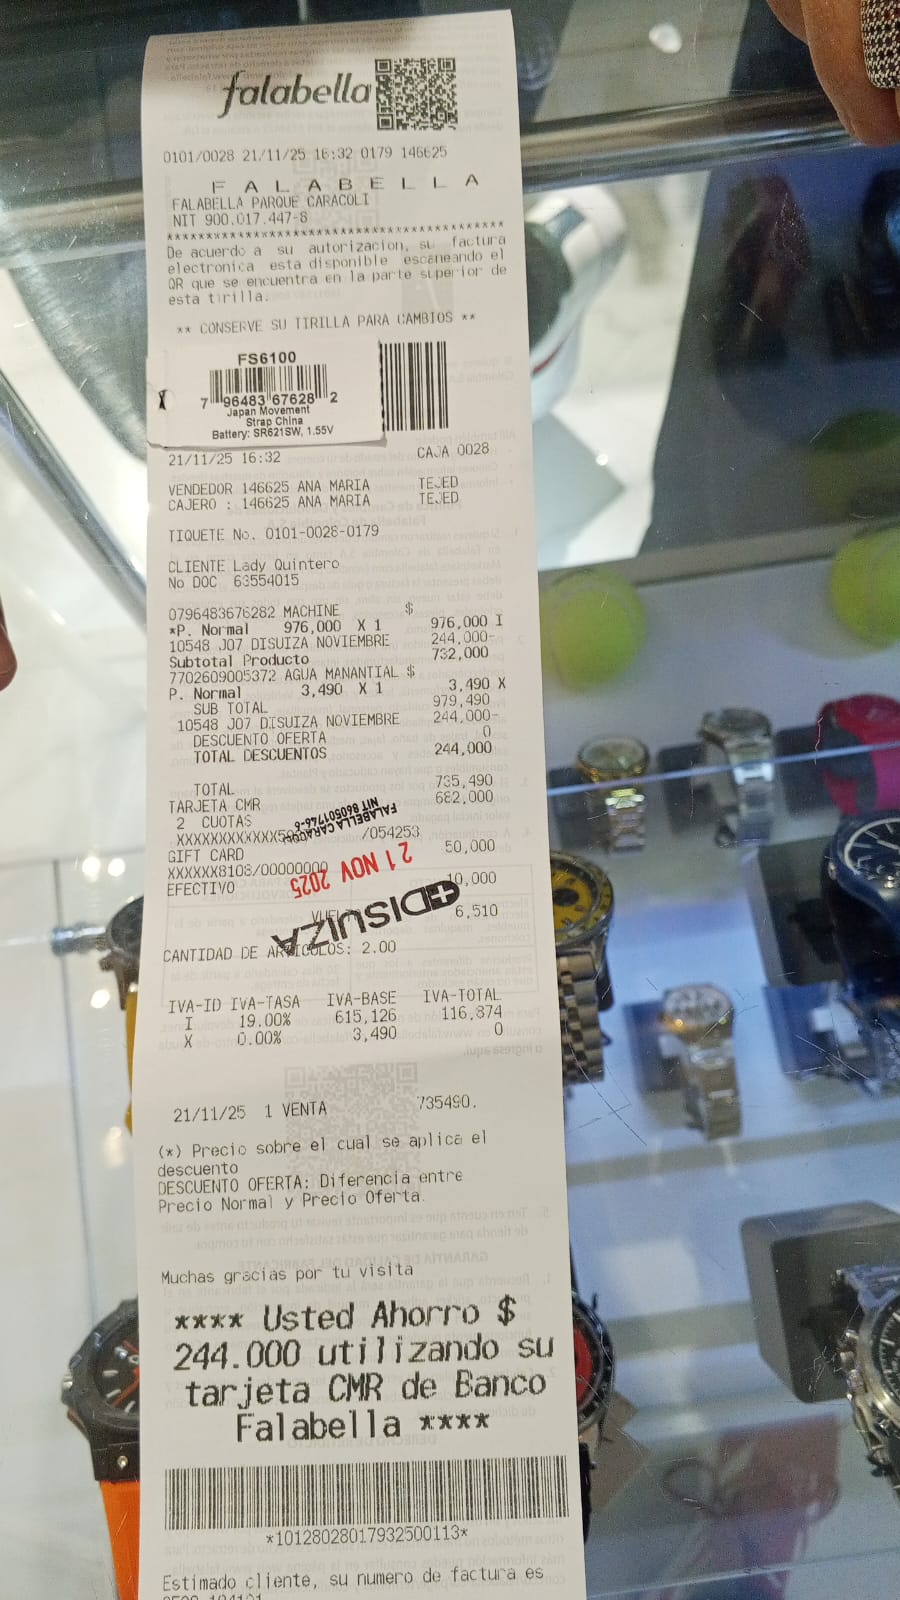 falabella
0101/0028 21/11/25 16:32 0179 146625
F A L A B E L L A
FALABELLA PARQUE CARACOLI
NIT 900.017.447-8
******************************************
De acuerdo a su autorizacion, su factura
electronica esta disponible escaneando el
QR que se encuentra en la parte superior de
esta tirilla.
** CONSERVE SU TIRILLA PARA CAMBIOS **
FS6100
7 96483 67628 2
Japan Movement
Strap China
Battery: SR621SW, 1.55V
21/11/25 16:32 CAJA 0028
VENDEDOR 146625 ANA MARIA TEJED
CAJERO : 146625 ANA MARIA TEJED
TIQUETE No. 0101-0028-0179
CLIENTE Lady Quintero
No DOC 63554015
0796483676282 MACHINE $
*P. Normal 976,000 X 1 976,000 I
10548 J07 DISUIZA NOVIEMBRE 244,000-
Subtotal Producto 732,000
7702609005372 AGUA MANANTIAL $
P. Normal 3,490 X 1 3,490 X
SUB TOTAL 979,490
10548 J07 DISUIZA NOVIEMBRE 244,000-
DESCUENTO OFERTA 0
TOTAL DESCUENTOS 244,000
TOTAL 735,490
TARJETA CMR 682,000
2 CUOTAS
FALABELLA CARACOLI
NIT 860501746-6
/054253
GIFT CARD 50,000
XXXXXX8108/00000000
21 NOV 2025
EFECTIVO 10,000
DISUIZA
6,510
CANTIDAD DE ARTICULOS: 2.00
IVA-ID IVA-TASA IVA-BASE IVA-TOTAL
I 19.00% 615,126 116,874
X 0.00% 3,490 0
21/11/25 1 VENTA 735490.
(*) Precio sobre el cual se aplica el
descuento
DESCUENTO OFERTA: Diferencia entre
Precio Normal y Precio Oferta.
Muchas gracias por tu visita
**** Usted Ahorro $
244.000 utilizando su
tarjeta CMR de Banco
Falabella ****
*10128028017932500113*
Estimado cliente, su numero de factura es